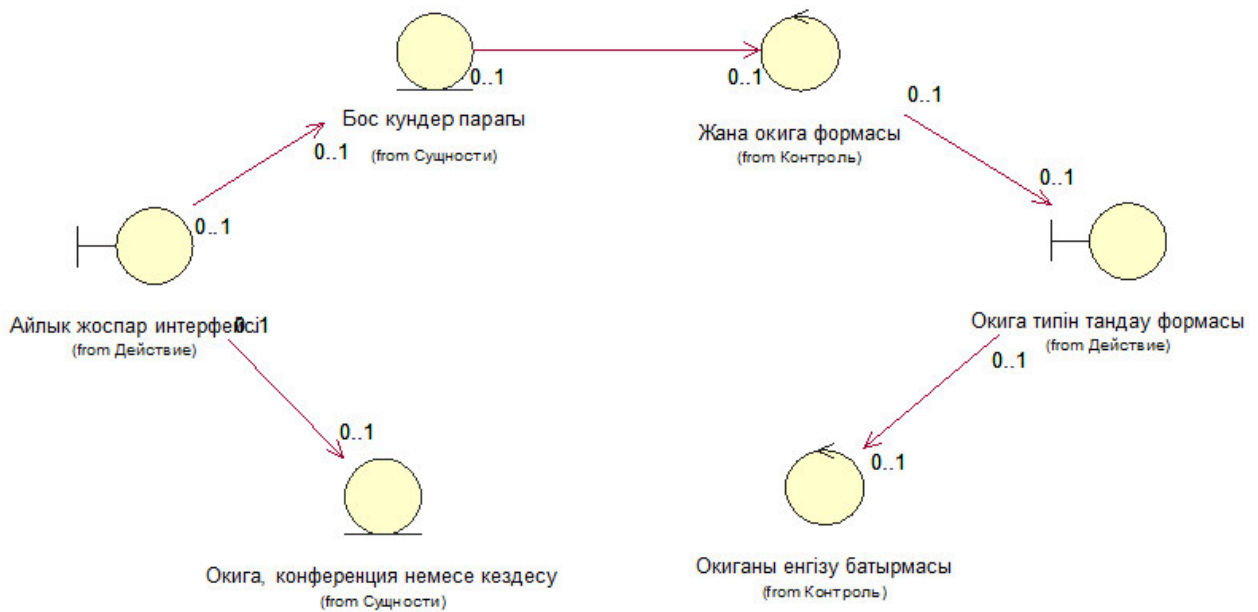 0..1
0..1
0..1
Бос кундер парагы
(from Сущности)
0..1
Жана окига формасы
(from Контроль)
0..1
0..1
0..1
Айлык жоспар интерфейсі
0..1
(from Действие)
Окига типін тандау формасы
(from Действие)
0..1
0..1
0..1
Окига, конференция немесе кездесу
(from Сущности)
Окиганы енгізу батырмасы
(from Контроль)